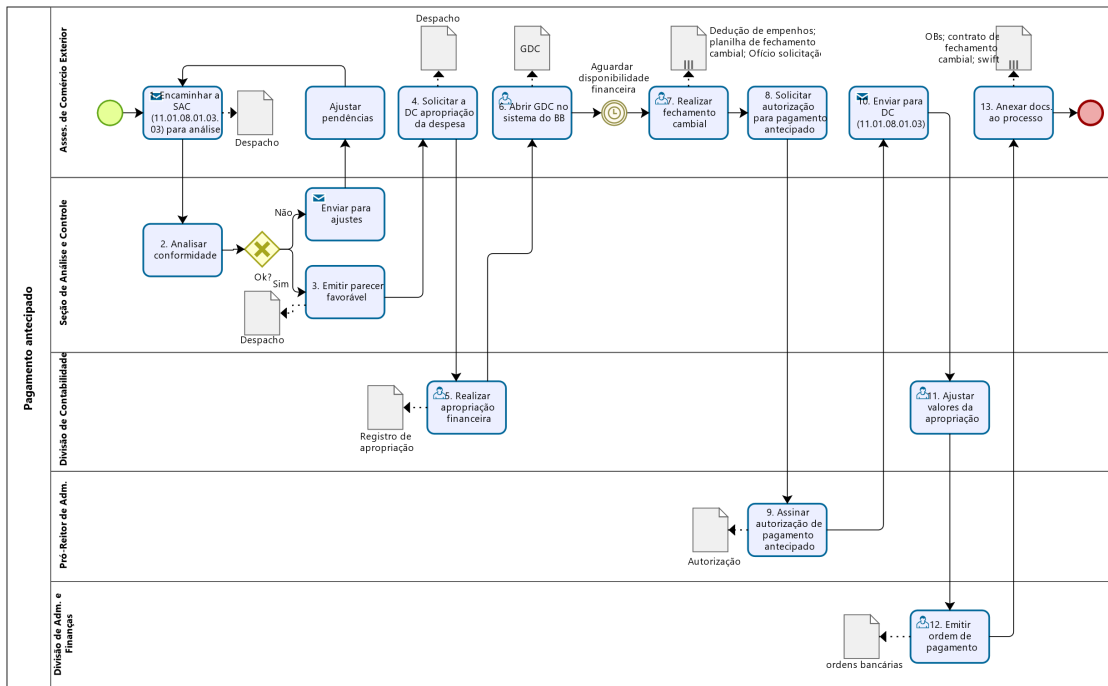 Pagamento antecipado
Asses. de Comércio Exterior
Encaminhar a
SAC
(11.01.08.01.03.
03) para análise
Despacho
Ajustar
pendências
Despacho
4. Solicitar a
DC apropriação
da despesa
GDC
6. Abrir GDC no
sistema do BB
Aguardar
disponibilidade
financeira
Dedução de empenhos;
planilha de fechamento
cambial; Ofício solicitação
7. Realizar
fechamento
cambial
8. Solicitar
autorização
para pagamento
antecipado
10. Enviar para
DC
(11.01.08.01.03)
OBs; contrato de
fechamento
cambial; swift
13. Anexar docs.
ao processo
Seção de Análise e Controle
2. Analisar
conformidade
Ok?
Não
Sim
Enviar para
ajustes
3. Emitir parecer
favorável
Despacho
Divisão de Contabilidade
5. Realizar
apropriação
financeira
Registro de
apropriação
11. Ajustar
valores da
apropriação
Pró-Reitor de Adm.
9. Assinar
autorização de
pagamento
antecipado
Autorização
Divisão de Adm. e
Finanças
12. Emitir
ordem de
pagamento
ordens bancárias